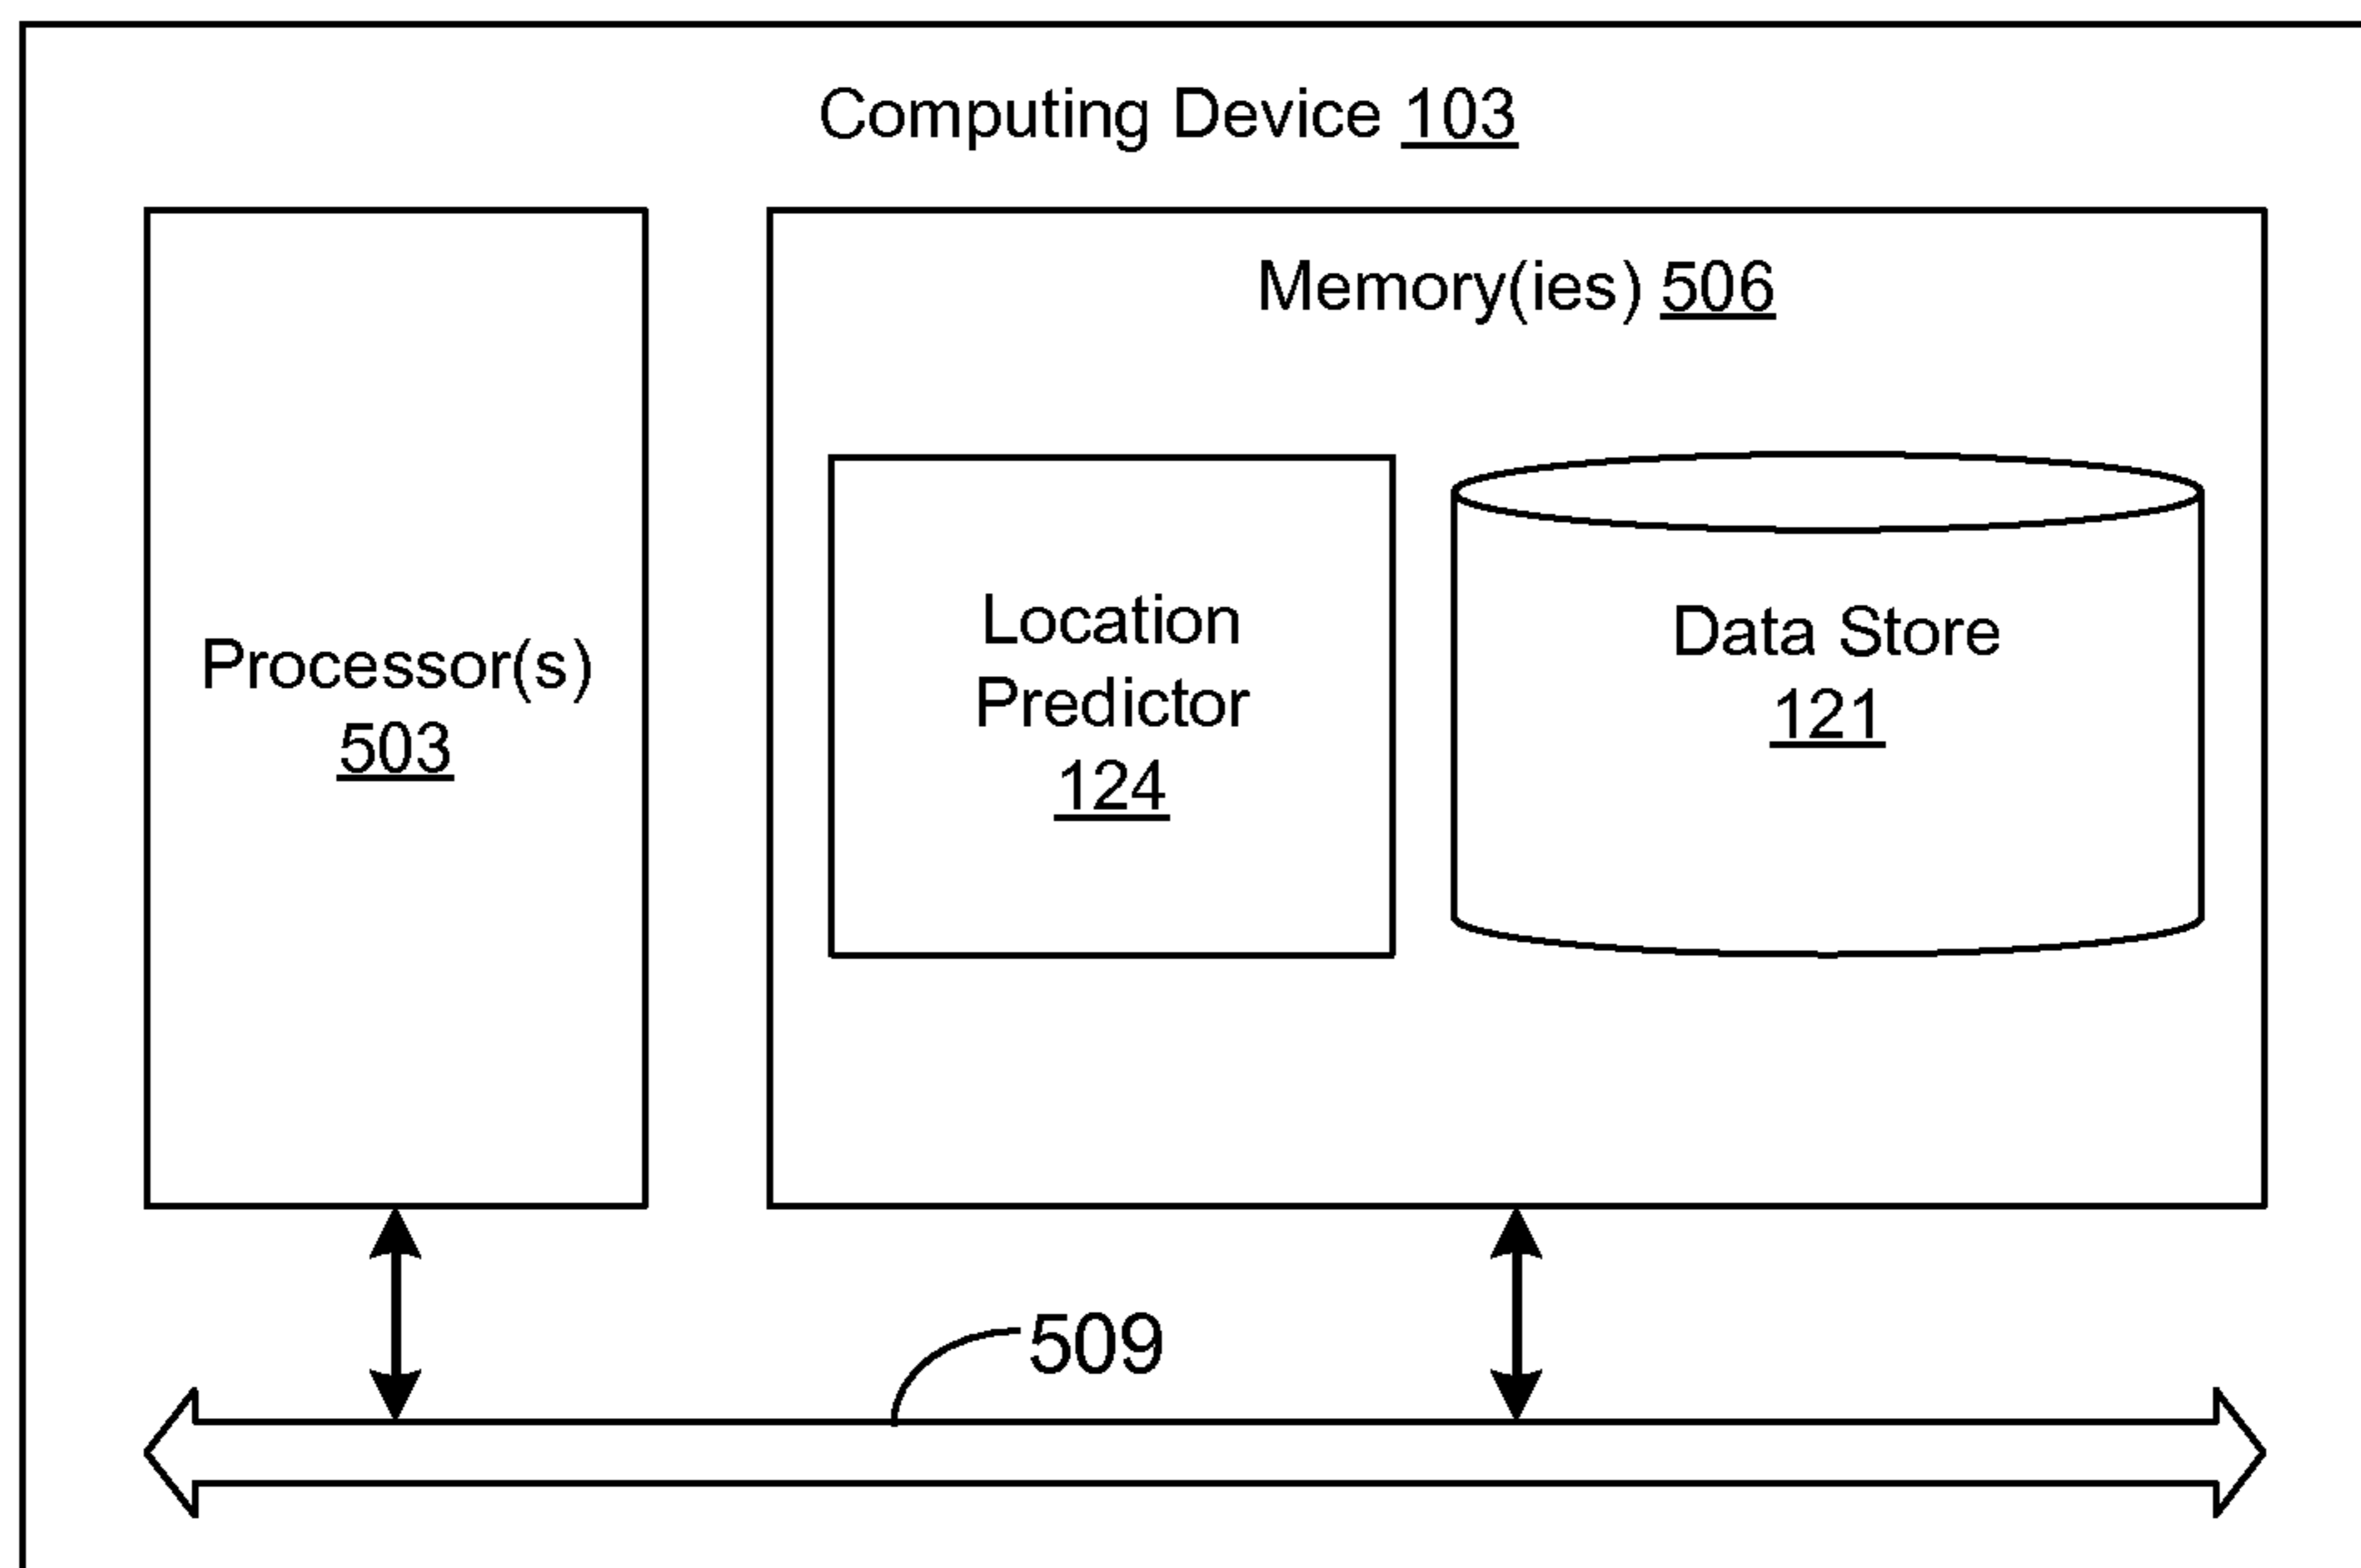 Computing Device 103
Memory(ies) 506
Processor(s)
503
Location
Predictor
124
Data Store
121
509